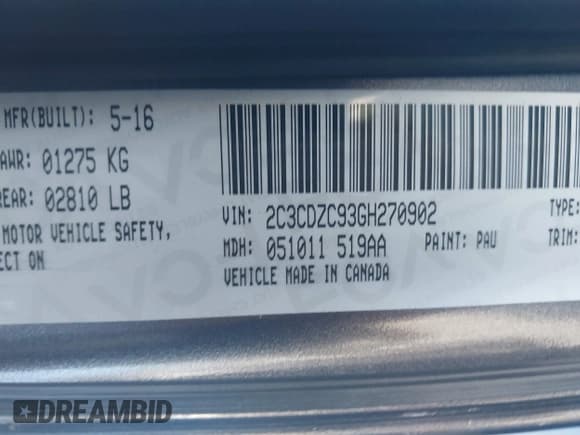 MFR(BUILT): 5-16
AWR: 01275 KG
REAR: 02810 LB
MOTOR VEHICLE SAFETY,
ECT ON
VIN: 2C3CDZC93GH270902
TYPE:
MDH: 051011 519AA
PAINT: PAU
TRIM:
VEHICLE MADE IN CANADA
DREAMBID